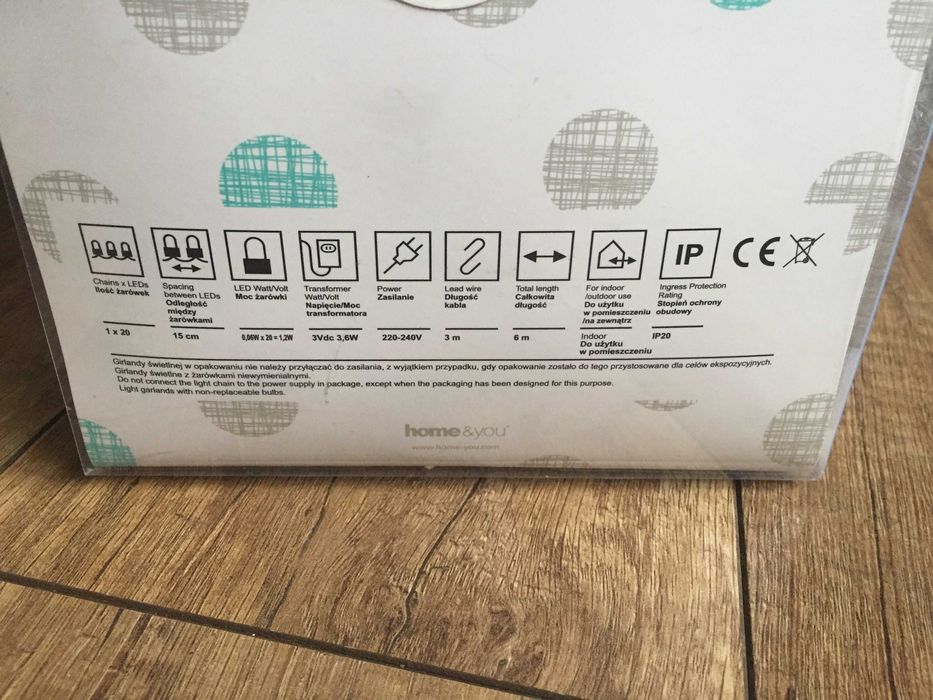 IP
CE
Chains x LEDs
Ilość żarówek
1 x 20
Spacing
between LEDs
Odległość
między
żarówkami
15 cm
LED Watt/Volt
Moc żarówki
0,06W x 20 = 1,2W
Transformer
Watt/Volt
Napięcie/Moc
transformatora
3Vdc 3,6W
Power
Zasilanie
220-240V
Lead wire
Długość
kabla
3 m
Total length
Całkowita
długość
6 m
For indoor
/outdoor use
Do użytku
w pomieszczeniu
/na zewnątrz
Indoor
Do użytku
w pomieszczeniu
Ingress Protection
Rating
Stopień ochrony
obudowy
IP20
Girlandy świetlnej w opakowaniu nie należy przyłączać do zasilania, z wyjątkiem przypadku, gdy opakowanie zostało do tego przystosowane dla celów ekspozycyjnych.
Girlandy świetlne z żarówkami niewymienialnymi.
Do not connect the light chain to the power supply in package, except when the packaging has been designed for this purpose.
Light garlands with non-replaceable bulbs.
home&you
www.home-you.com